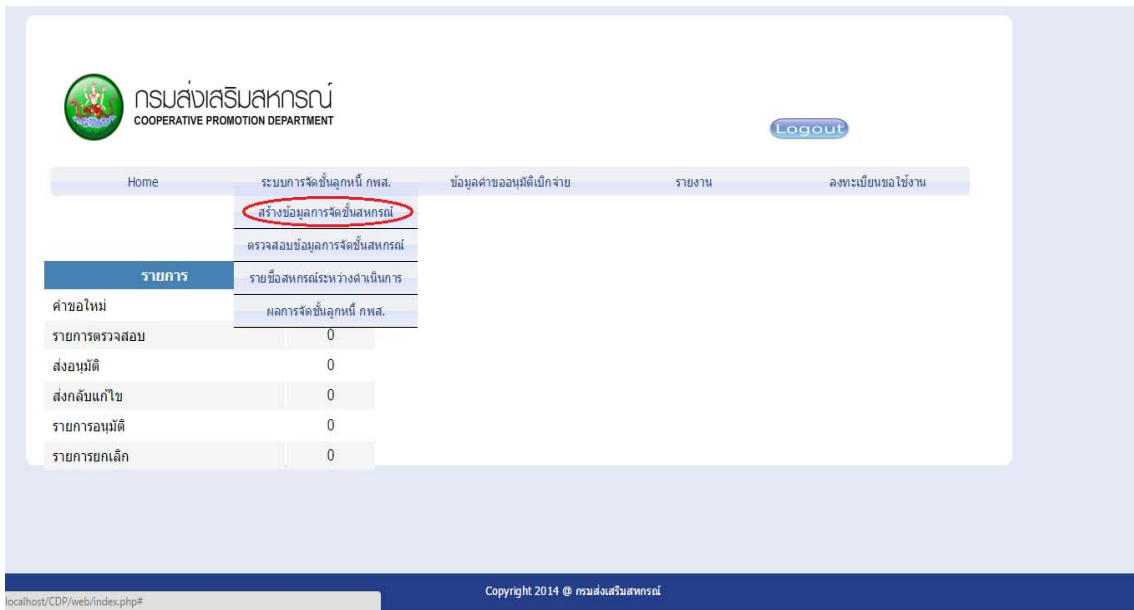 กรมส่งเสริมสหกรณ์
COOPERATIVE PROMOTION DEPARTMENT
Logout
Home ระบบการจัดชั้นลูกหนี้ กพส. ข้อมูลคำขออนุมัติเบิกจ่าย รายงาน ลงทะเบียนขอใช้งาน
สร้างข้อมูลการจัดชั้นสหกรณ์
ตรวจสอบข้อมูลการจัดชั้นสหกรณ์
รายชื่อสหกรณ์ระหว่างดำเนินการ
ผลการจัดชั้นลูกหนี้ กพส.
รายการ
คำขอใหม่
รายการตรวจสอบ 0
ส่งอนุมัติ 0
ส่งกลับแก้ไข 0
รายการอนุมัติ 0
รายการยกเลิก 0
Copyright 2014 @ กรมส่งเสริมสหกรณ์
localhost/CDP/web/index.php#